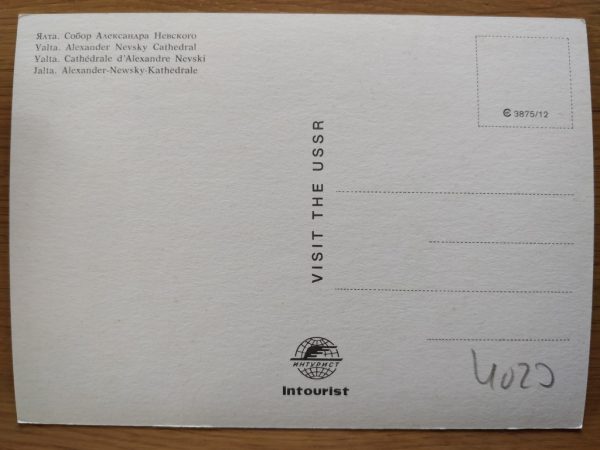 Ялта. Собор Александра Невского
Yalta. Alexander Nevsky Cathedral
Yalta. Cathédrale d'Alexandre Nevski
Jalta. Alexander-Newsky-Kathedrale
Є 3875/12
VISIT THE USSR
ИНТУРИСТ
Intourist